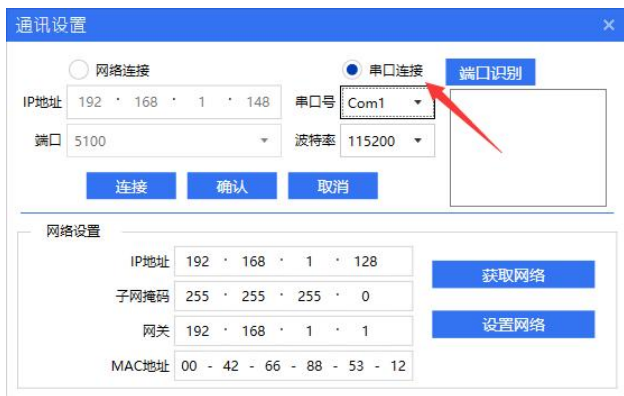 通讯设置 ×
网络连接 串口连接 端口识别
IP地址 192 · 168 · 1 · 148 串口号 Com1
端口 5100 波特率 115200
连接 确认 取消
网络设置
IP地址 192 · 168 · 1 · 128 获取网络
子网掩码 255 · 255 · 255 · 0
网关 192 · 168 · 1 · 1 设置网络
MAC地址 00 - 42 - 66 - 88 - 53 - 12